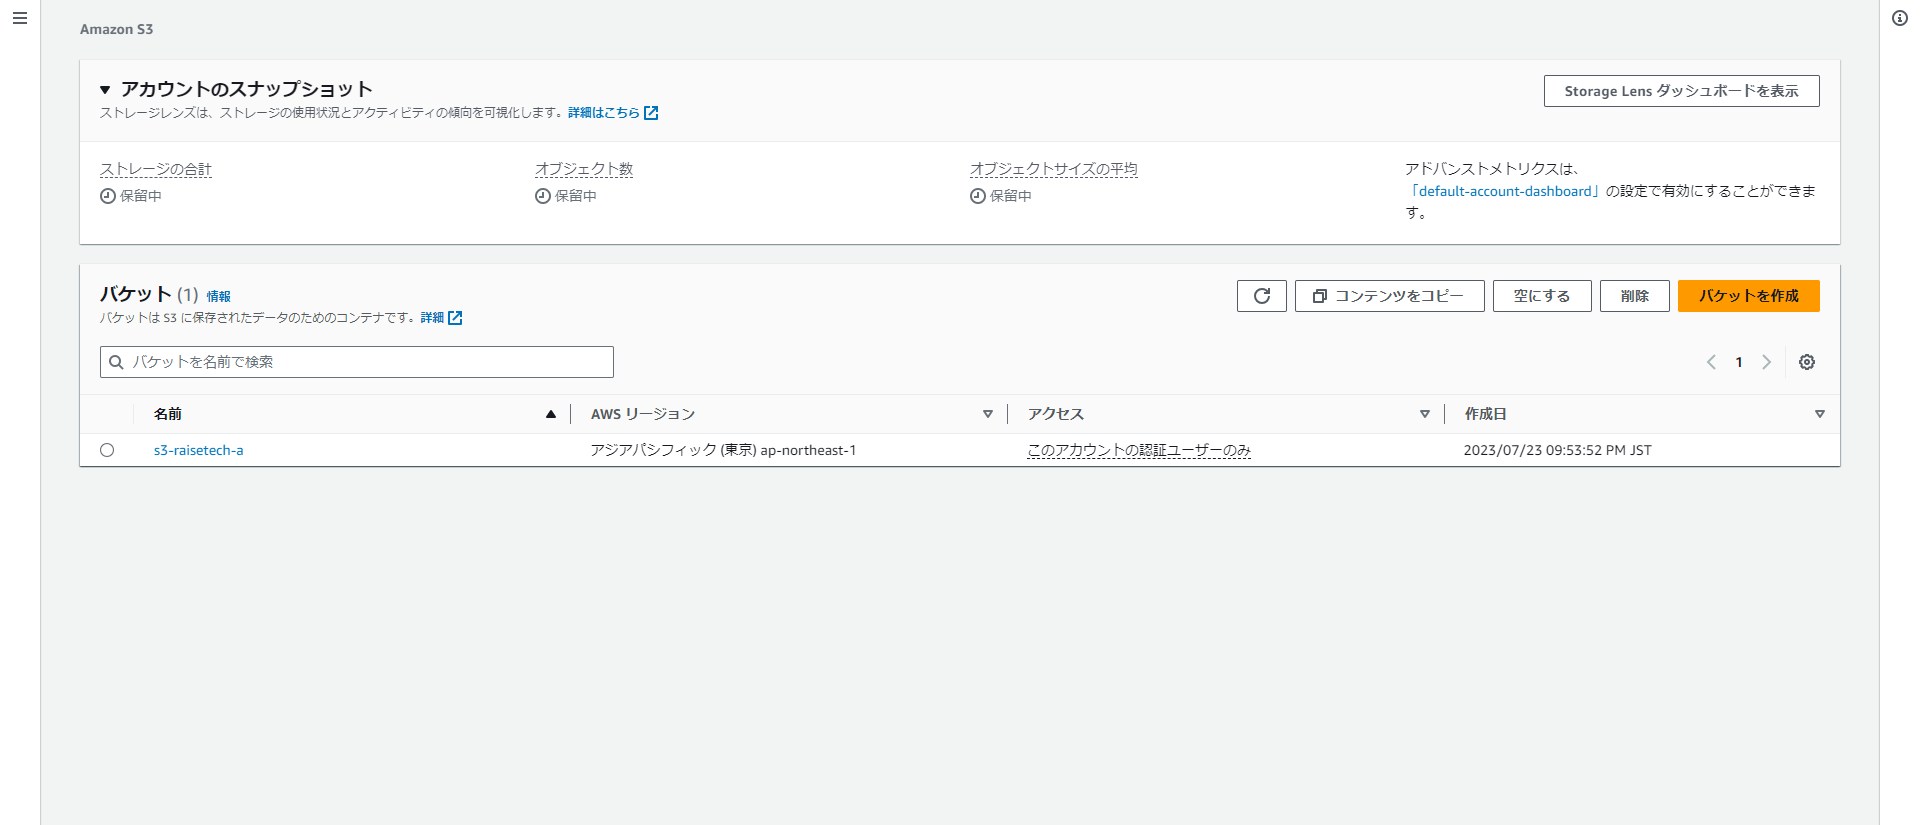 Amazon S3
アカウントのスナップショット
ストレージレンズは、ストレージの使用状況とアクティビティの傾向を可視化します。詳細はこちら
Storage Lens ダッシュボードを表示
ストレージの合計
保留中
オブジェクト数
保留中
オブジェクトサイズの平均
保留中
アドバンストメトリクスは、
「default-account-dashboard」の設定で有効にすることができま
す。
バケット (1) 情報
バケットは S3 に保存されたデータのためのコンテナです。詳細
コンテンツをコピー 空にする 削除 バケットを作成
バケットを名前で検索
1
名前 AWS リージョン アクセス 作成日
s3-raisetech-a アジアパシフィック (東京) ap-northeast-1 このアカウントの認証ユーザーのみ 2023/07/23 09:53:52 PM JST